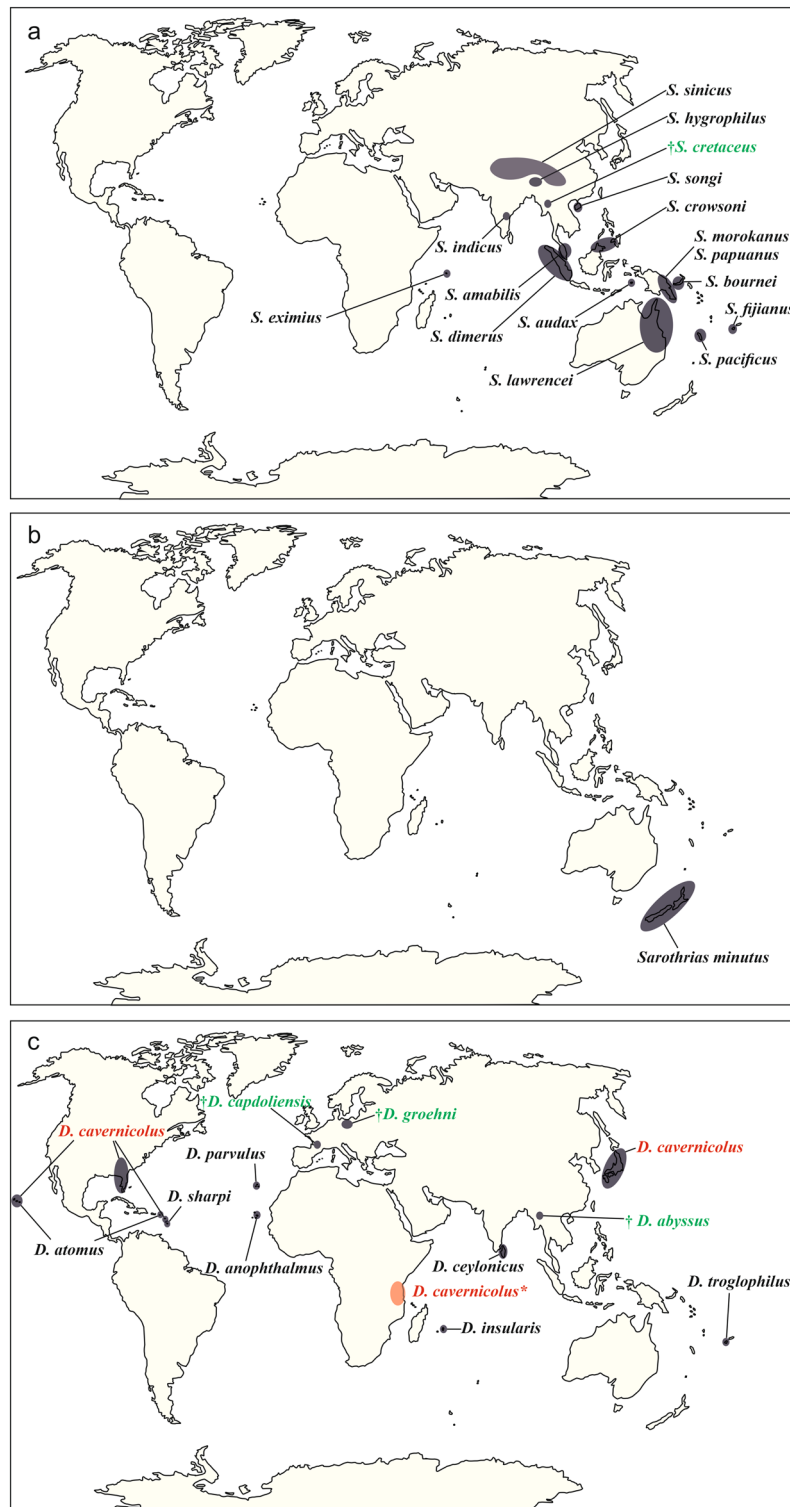 a
S. sinicus
S. hygrophilus
†S. cretaceus
S. songi
S. crowsoni
S. morokanus
S. papuanus
S. indicus
S. bournei
S. amabilis
S. fijianus
S. eximius
S. audax
S. dimerus
S. pacificus
S. lawrencei
b
Sarothrias minutus
c
†D. capdoliensis
†D. groehni
D. cavernicolus
D. cavernicolus
D. parvulus
D. sharpi
† D. abyssus
D. atomus
D. anophthalmus
D. ceylonicus
D. troglophilus
D. cavernicolus*
D. insularis